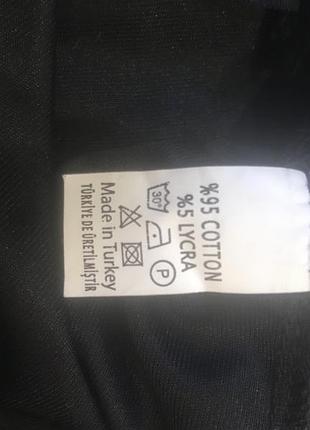 %95 COTTON
%5 LYCRA
30°
P
Made in Turkey
TÜRKİYE DE ÜRETİLMİŞTİR